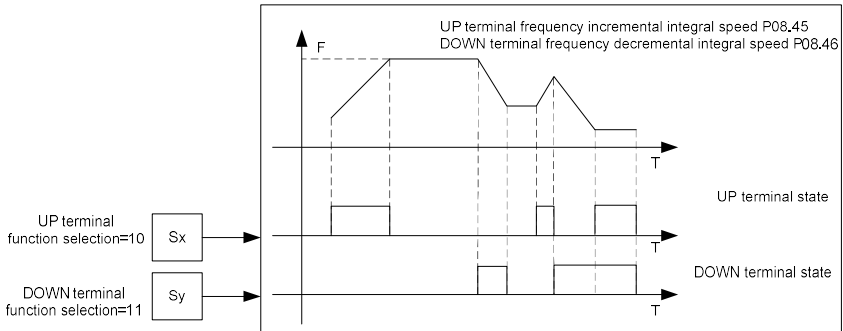 UP terminal frequency incremental integral speed P08.45
DOWN terminal frequency decremental integral speed P08.46
F
T
UP terminal state
UP terminal
function selection=10
Sx
T
DOWN terminal state
DOWN terminal
function selection=11
Sy
T